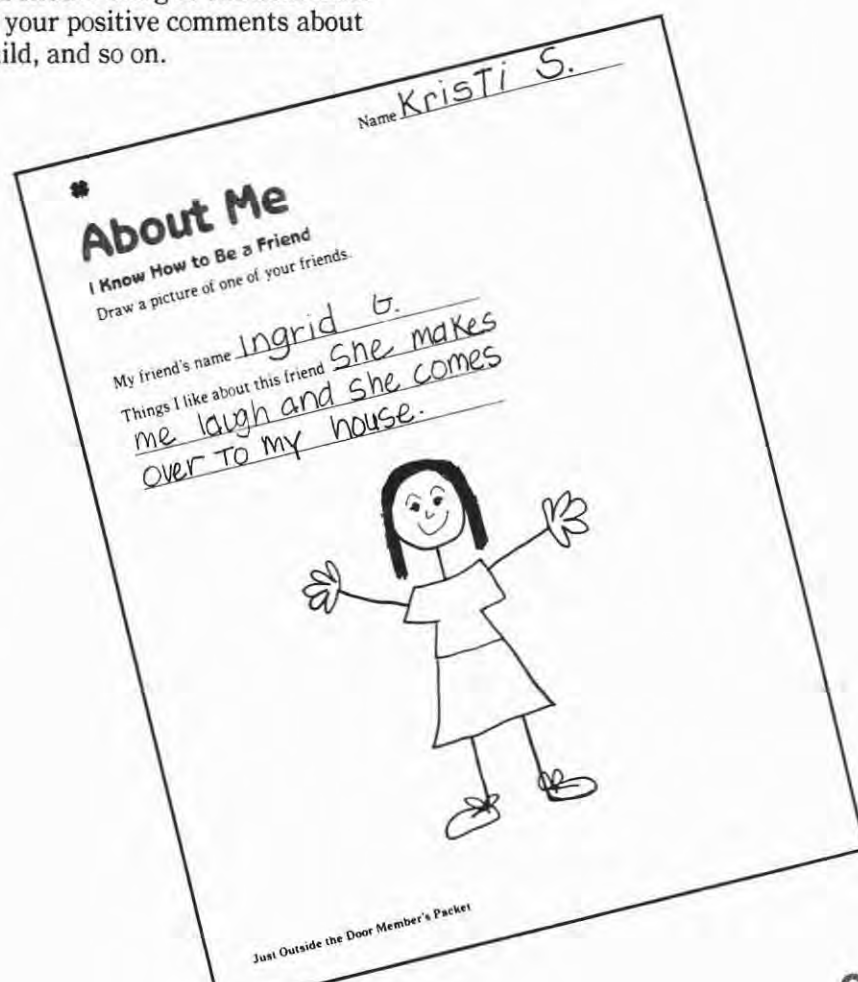 your positive comments about
ild, and so on.
Name KrisTi S.
About Me
I Know How to Be a Friend
Draw a picture of one of your friends.
My friend's name Ingrid G.
Things I like about this friend She makes
me laugh and she comes
over To my house.
Just Outside the Door Member's Packet